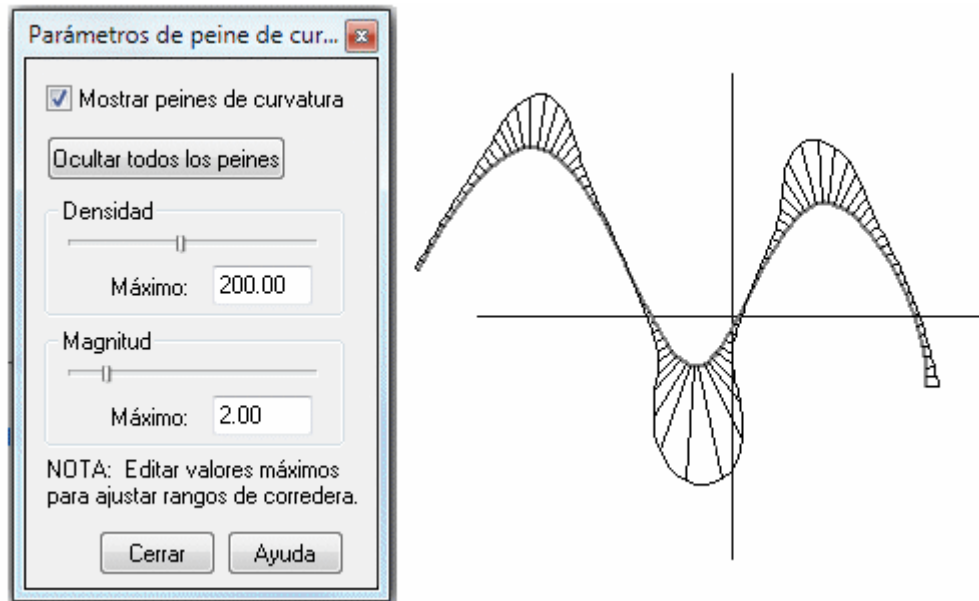 Parámetros de peine de cur...
Mostrar peines de curvatura
Ocultar todos los peines
Densidad
Máximo: 200.00
Magnitud
Máximo: 2.00
NOTA: Editar valores máximos
para ajustar rangos de corredera.
Cerrar Ayuda